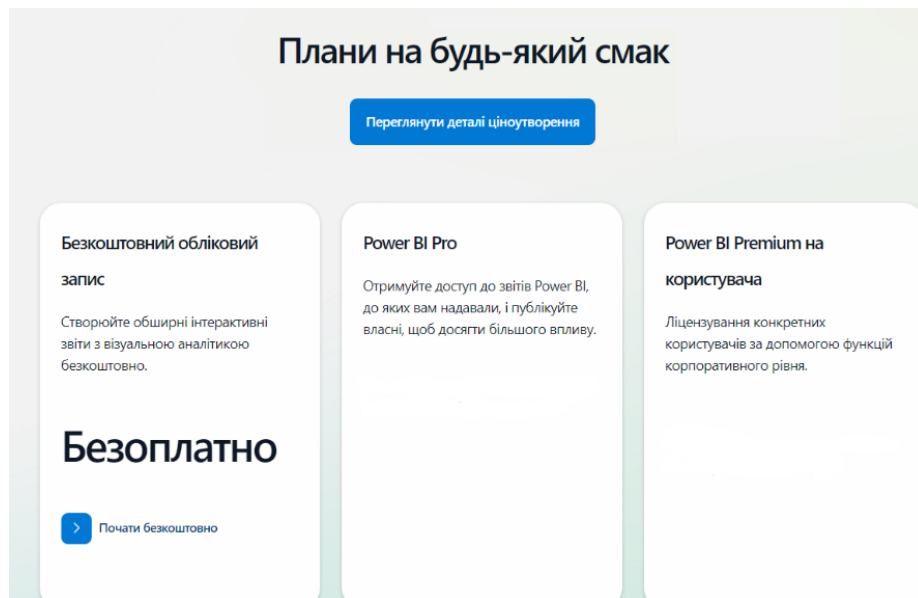 Плани на будь-який смак
Переглянути деталі ціноутворення
Безкоштовний обліковий
запис
Створюйте обширні інтерактивні
звіти з візуальною аналітикою
безкоштовно.
Безоплатно
Почати безкоштовно
Power BI Pro
Отримуйте доступ до звітів Power BI,
до яких вам надавали, і публікуйте
власні, щоб досягти більшого впливу.
Power BI Premium на
користувача
Ліцензування конкретних
користувачів за допомогою функцій
корпоративного рівня.